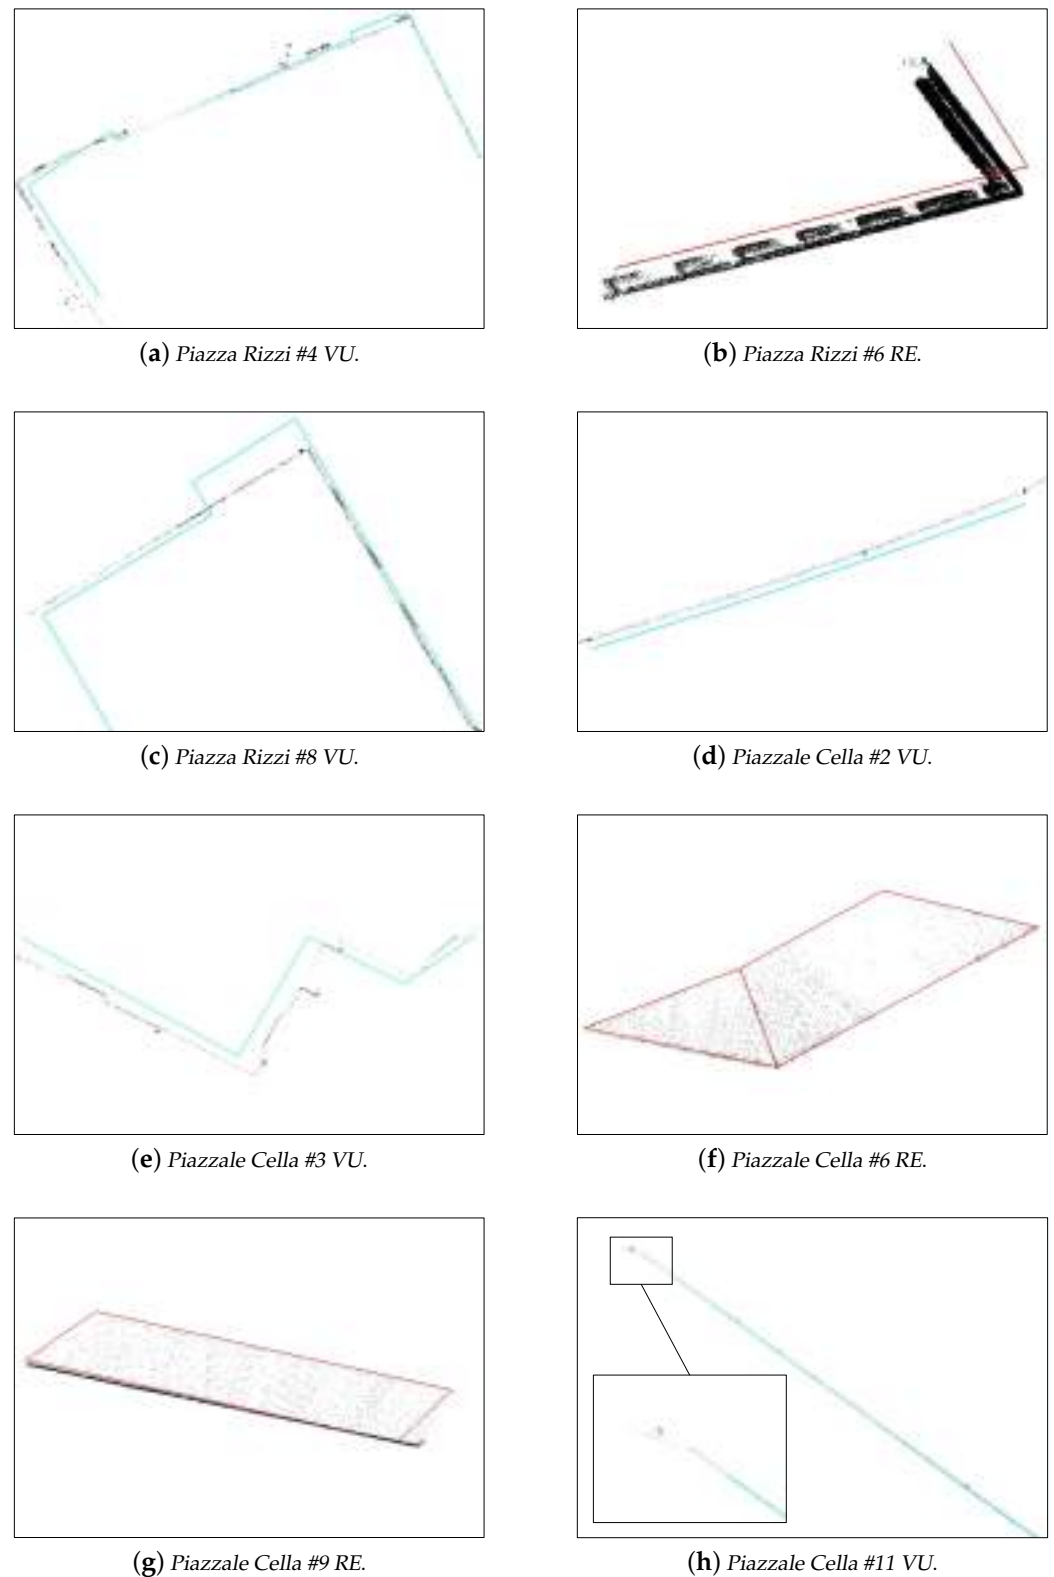 (a) Piazza Rizzi #4 VU.
(b) Piazza Rizzi #6 RE.
(c) Piazza Rizzi #8 VU.
(d) Piazzale Cella #2 VU.
(e) Piazzale Cella #3 VU.
(f) Piazzale Cella #6 RE.
(g) Piazzale Cella #9 RE.
(h) Piazzale Cella #11 VU.